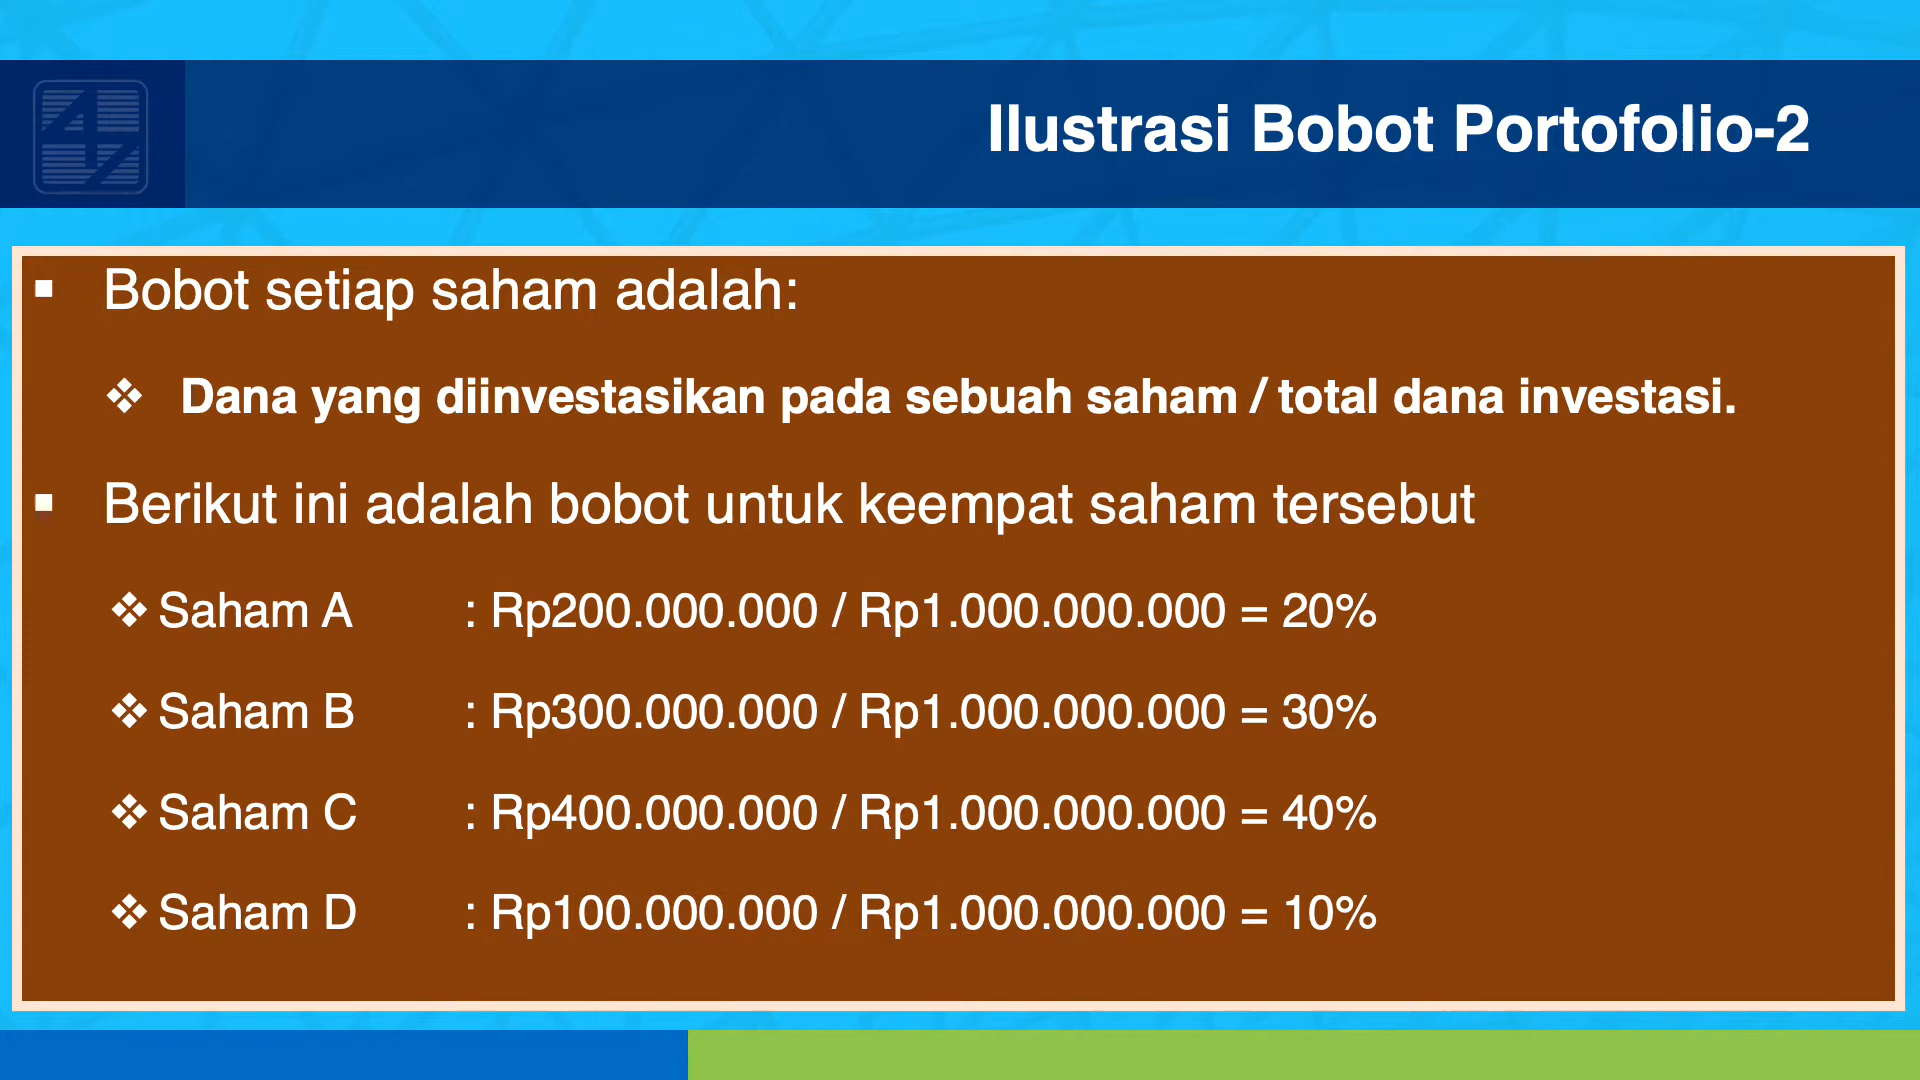 Ilustrasi Bobot Portofolio-2
▪ Bobot setiap saham adalah:
❖ Dana yang diinvestasikan pada sebuah saham / total dana investasi.
▪ Berikut ini adalah bobot untuk keempat saham tersebut
❖ Saham A : Rp200.000.000 / Rp1.000.000.000 = 20%
❖ Saham B : Rp300.000.000 / Rp1.000.000.000 = 30%
❖ Saham C : Rp400.000.000 / Rp1.000.000.000 = 40%
❖ Saham D : Rp100.000.000 / Rp1.000.000.000 = 10%